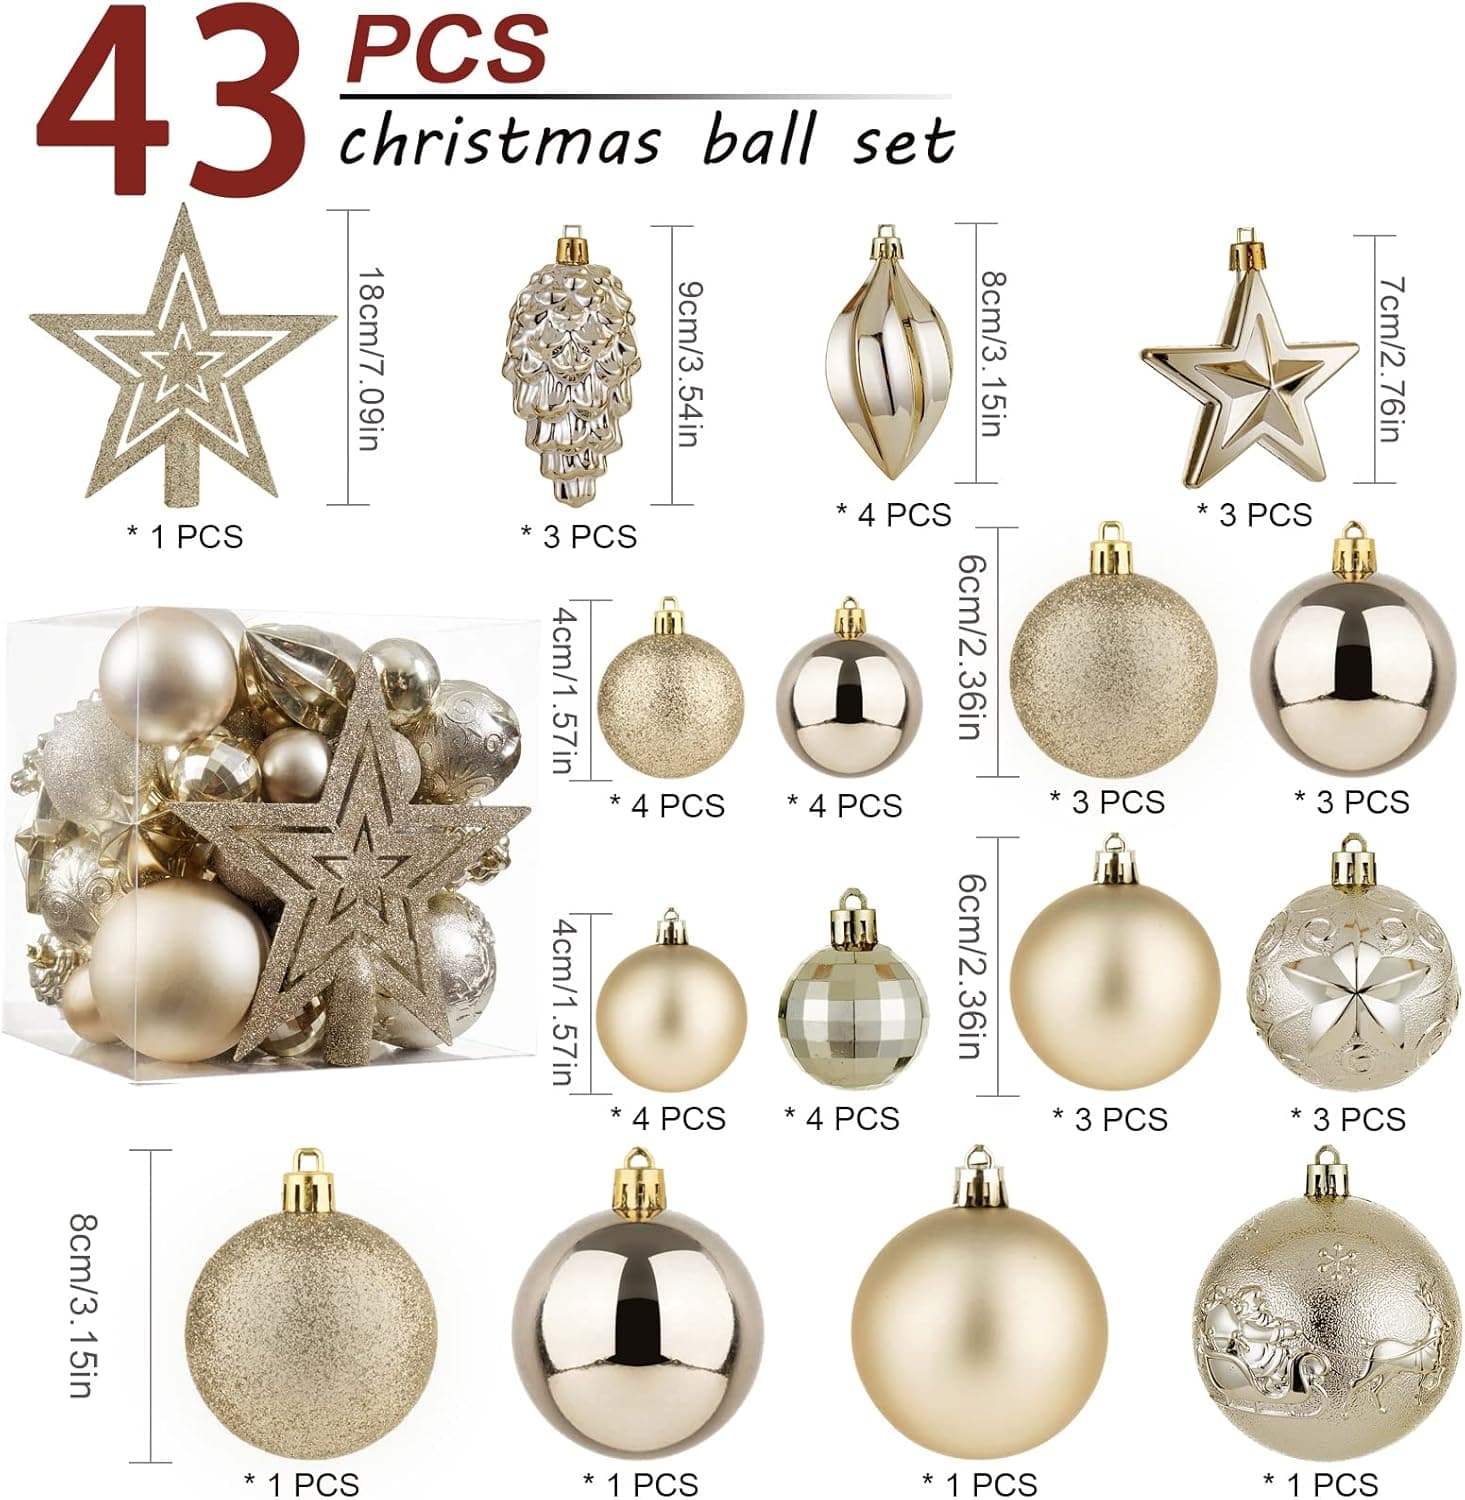 43 PCS
christmas ball set
18cm/7.09in
9cm/3.54in
8cm/3.15in
7cm/2.76in
* 1 PCS
* 3 PCS
* 4 PCS
* 3 PCS
4cm/1.57in
6cm/2.36in
* 4 PCS
* 4 PCS
* 3 PCS
* 3 PCS
4cm/1.57in
6cm/2.36in
* 4 PCS
* 4 PCS
* 3 PCS
* 3 PCS
8cm/3.15in
* 1 PCS
* 1 PCS
* 1 PCS
* 1 PCS